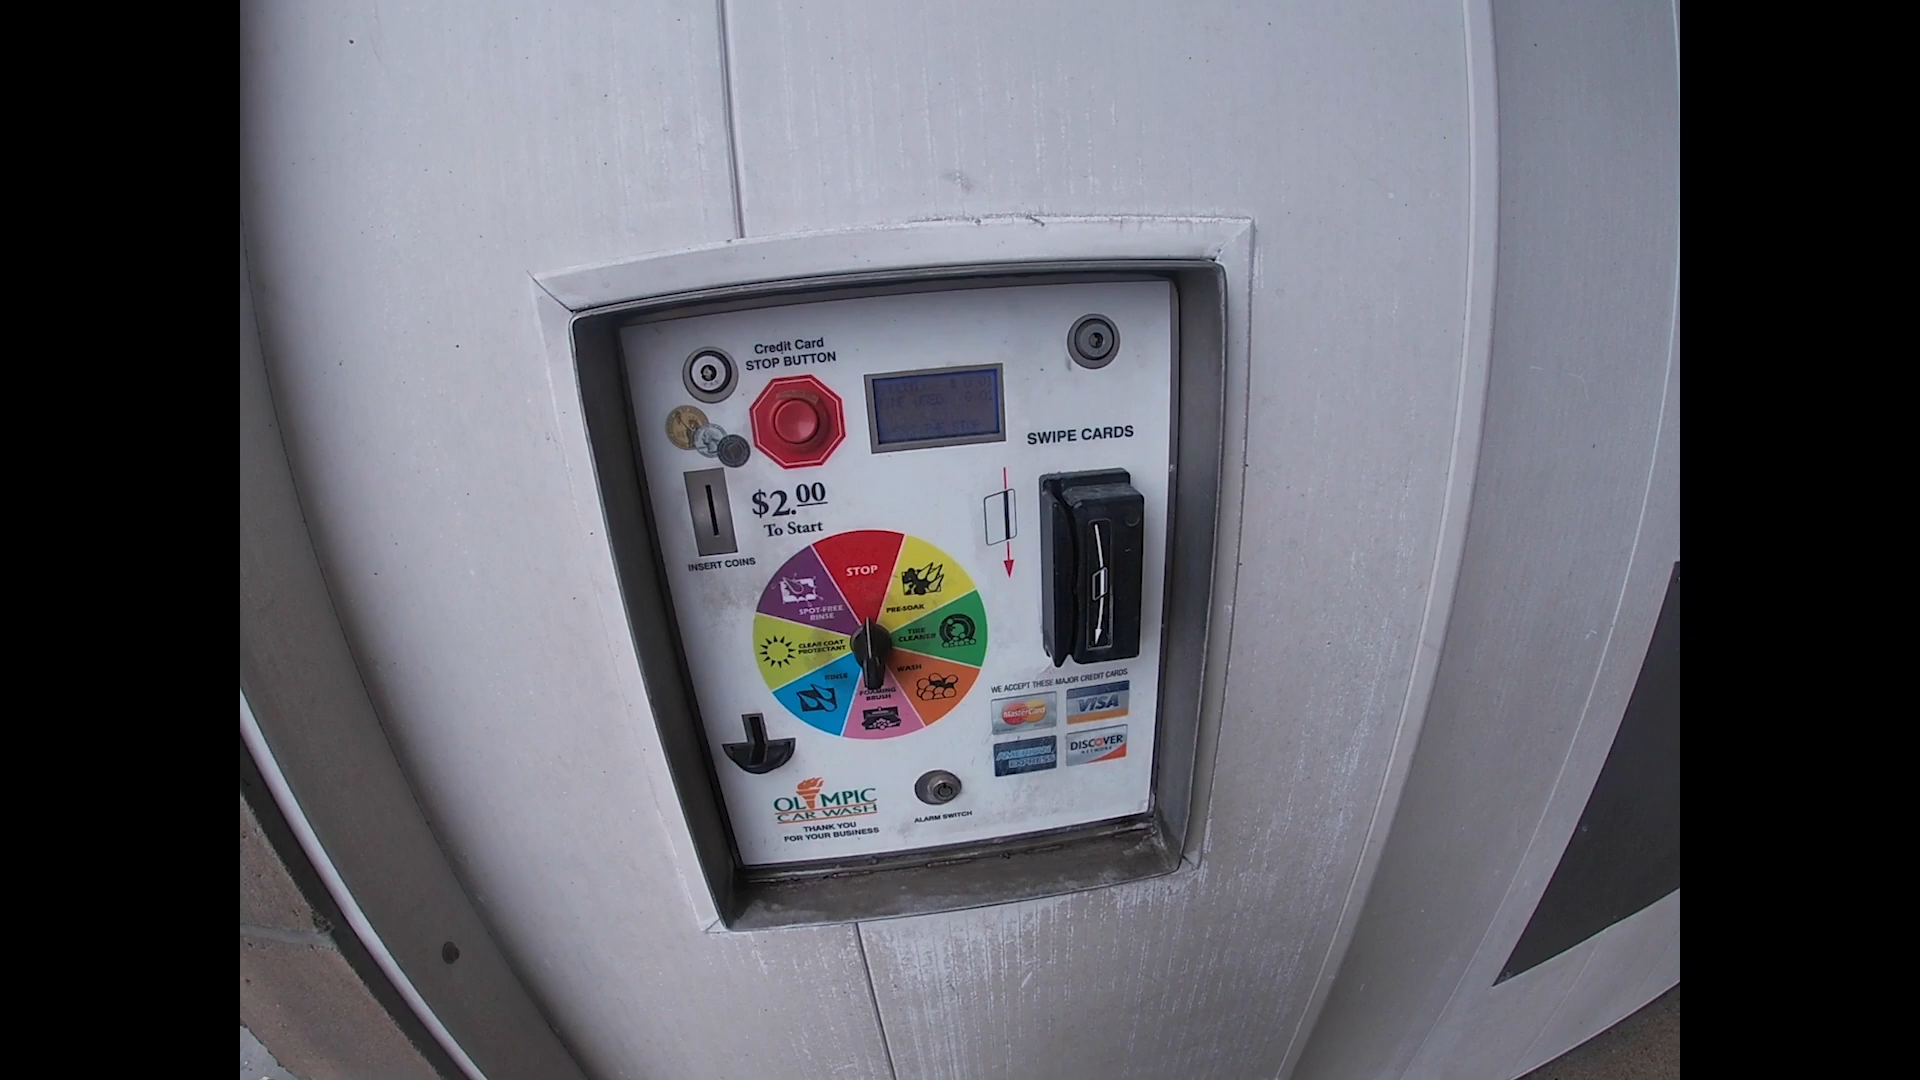 Credit Card
STOP BUTTON
SWIPE CARDS
$2.00
To Start
INSERT COINS
STOP
PRE-SOAK
TIRE
CLEANER
WASH
FOAMING
BRUSH
RINSE
CLEAR COAT
PROTECTANT
SPOT-FREE
RINSE
WE ACCEPT THESE MAJOR CREDIT CARDS
MasterCard
VISA
AMERICAN
EXPRESS
DISCOVER
NETWORK
OLYMPIC
CAR WASH
THANK YOU
FOR YOUR BUSINESS
ALARM SWITCH